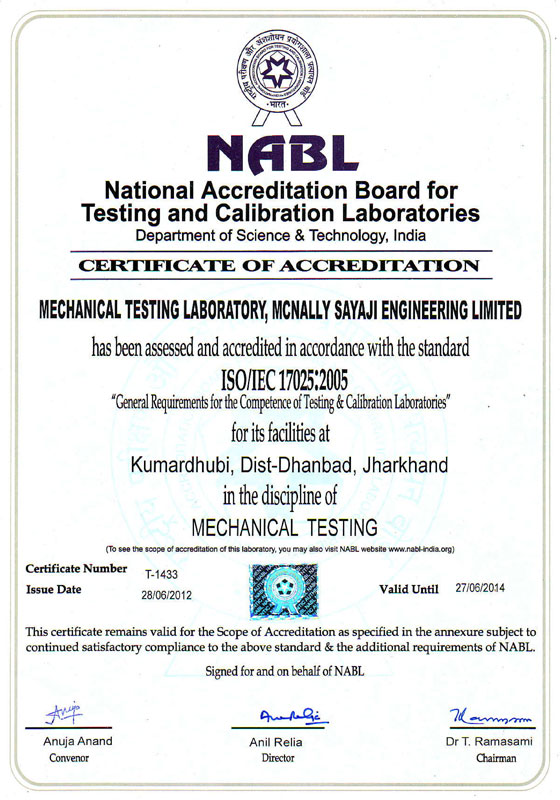 राष्ट्रीय परीक्षण और अंशशोधन प्रयोगशाला प्रत्यायन बोर्ड
भारत
NABL
National Accreditation Board for
Testing and Calibration Laboratories
Department of Science & Technology, India
CERTIFICATE OF ACCREDITATION
MECHANICAL TESTING LABORATORY, MCNALLY SAYAJI ENGINEERING LIMITED
has been assessed and accredited in accordance with the standard
ISO/IEC 17025:2005
"General Requirements for the Competence of Testing & Calibration Laboratories"
for its facilities at
Kumardhubi, Dist-Dhanbad, Jharkhand
in the discipline of
MECHANICAL TESTING
(To see the scope of accreditation of this laboratory, you may also visit NABL website www.nabl-india.org)
Certificate Number T-1433
Issue Date 28/06/2012 Valid Until 27/06/2014
This certificate remains valid for the Scope of Accreditation as specified in the annexure subject to
continued satisfactory compliance to the above standard & the additional requirements of NABL.
Signed for and on behalf of NABL
Anuja Anand Anil Relia Dr T. Ramasami
Convenor Director Chairman